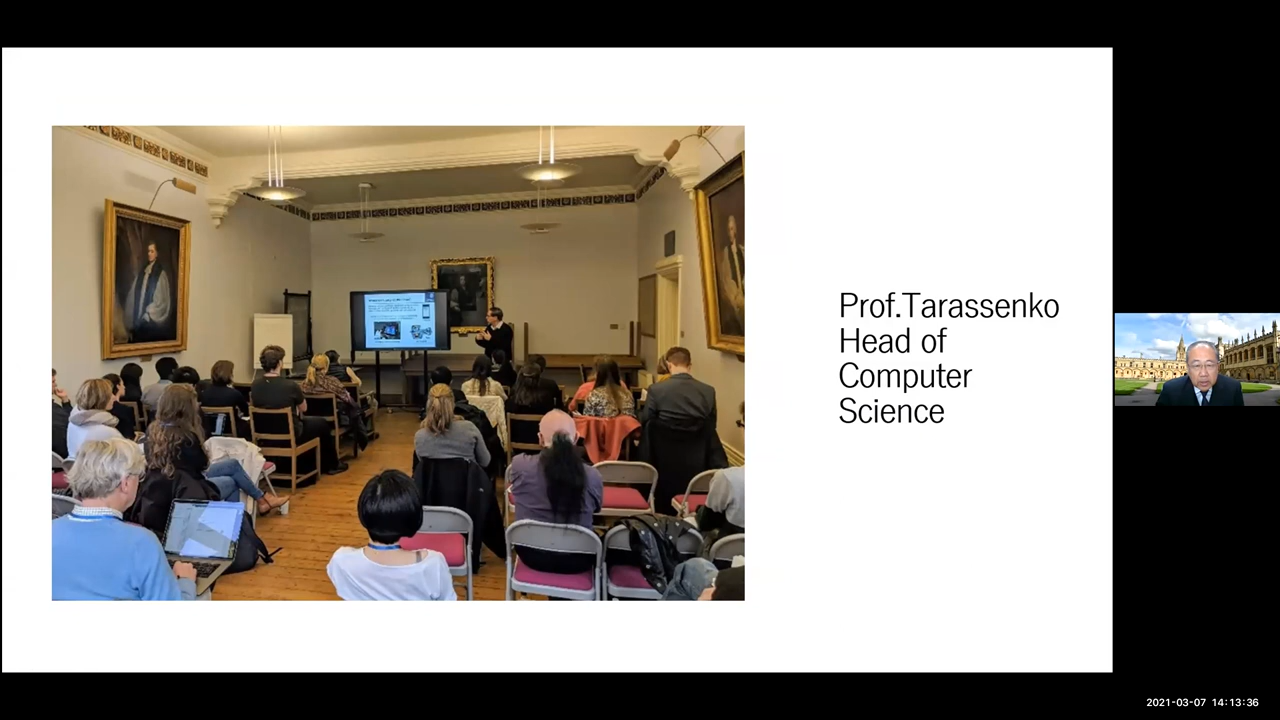 Prof.Tarassenko
Head of
Computer
Science
2021-03-07 14:13:36